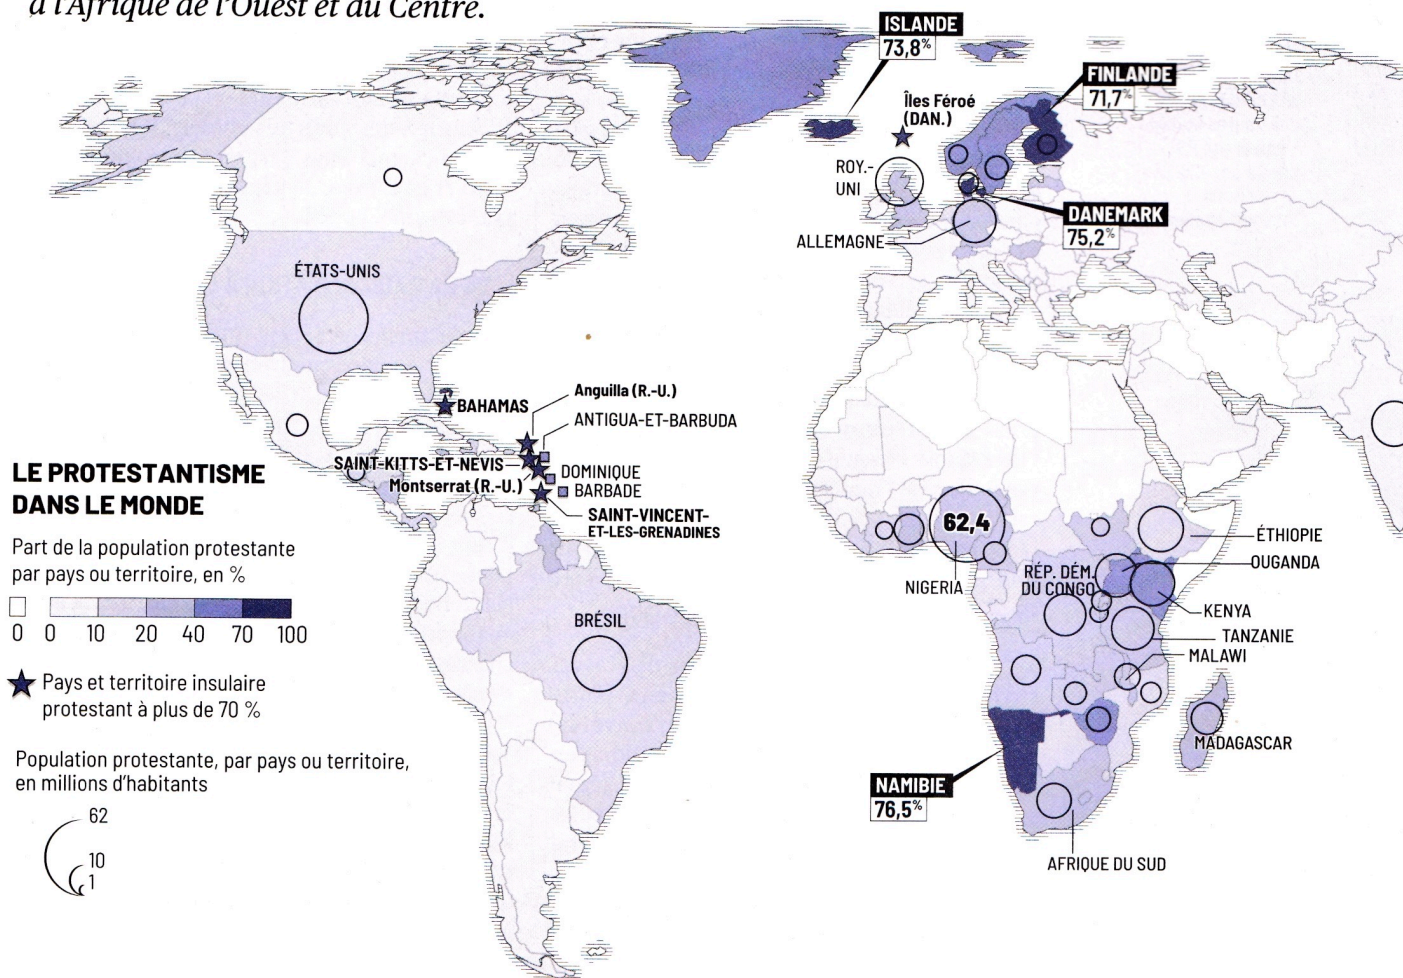 à l'Afrique de l'Ouest et du Centre.
ISLANDE
73,8%
FINLANDE
71,7%
Îles Féroé
(DAN.)
ROY.-
UNI
DANEMARK
75,2%
ALLEMAGNE
ÉTATS-UNIS
Anguilla (R.-U.)
BAHAMAS
ANTIGUA-ET-BARBUDA
SAINT-KITTS-ET-NEVIS
Montserrat (R.-U.)
DOMINIQUE
BARBADE
SAINT-VINCENT-
ET-LES-GRENADINES
LE PROTESTANTISME
DANS LE MONDE
Part de la population protestante
par pays ou territoire, en %
0 0 10 20 40 70 100
Pays et territoire insulaire
protestant à plus de 70 %
Population protestante, par pays ou territoire,
en millions d'habitants
62
10
1
BRÉSIL
62,4
NIGERIA
RÉP. DÉM.
DU CONGO
ÉTHIOPIE
OUGANDA
KENYA
TANZANIE
MALAWI
MADAGASCAR
NAMIBIE
76,5%
AFRIQUE DU SUD